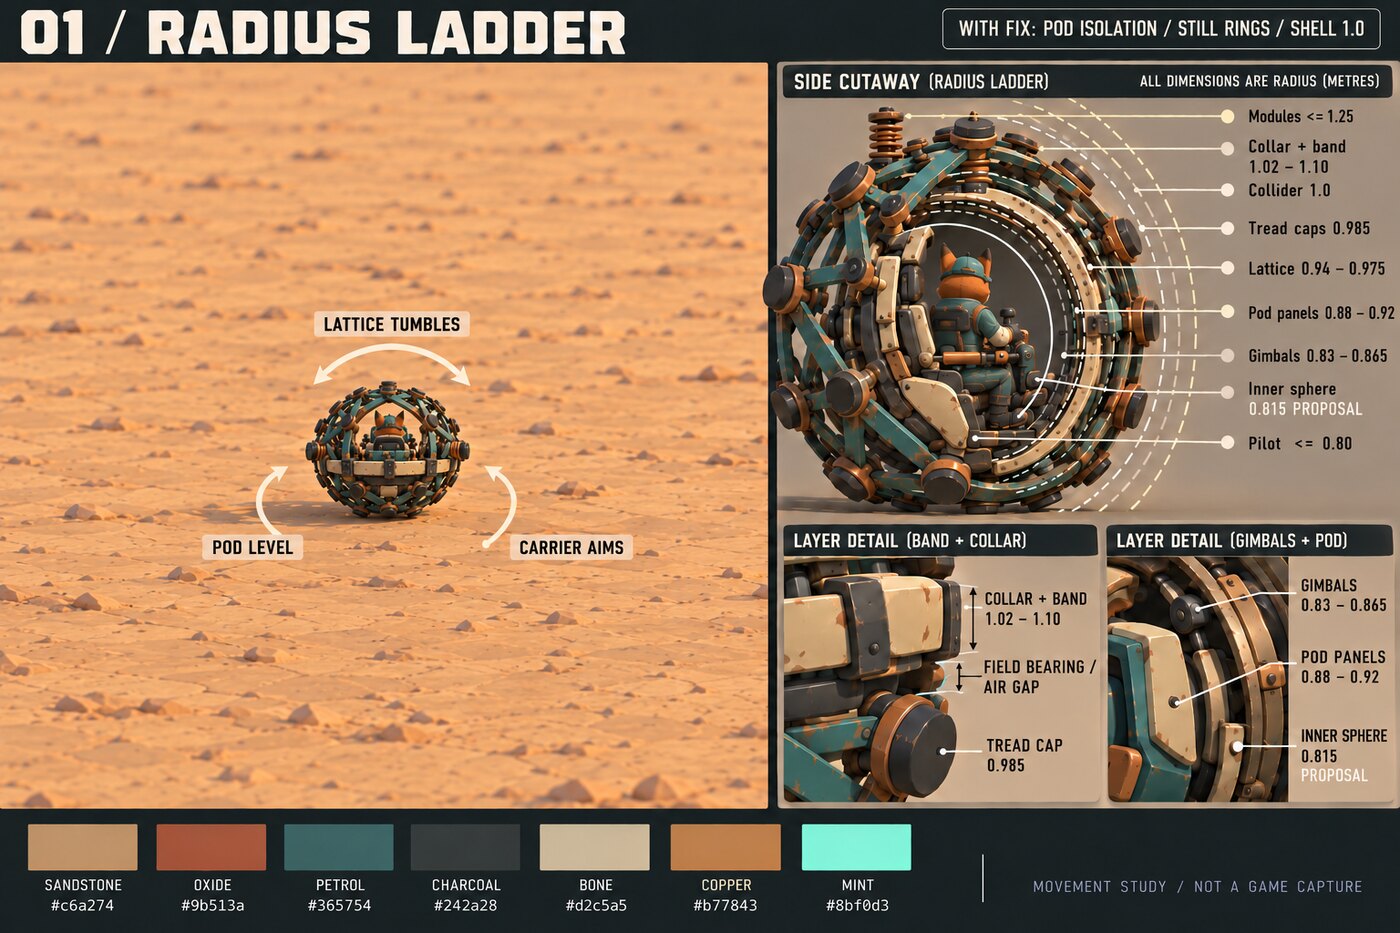 01 / RADIUS LADDER
WITH FIX: POD ISOLATION / STILL RINGS / SHELL 1.0
LATTICE TUMBLES
POD LEVEL
CARRIER AIMS
SIDE CUTAWAY (RADIUS LADDER)
ALL DIMENSIONS ARE RADIUS (METRES)
Modules <= 1.25
Collar + band
1.02 – 1.10
Collider 1.0
Tread caps 0.985
Lattice 0.94 – 0.975
Pod panels 0.88 – 0.92
Gimbals 0.83 – 0.865
Inner sphere
0.815 PROPOSAL
Pilot <= 0.80
LAYER DETAIL (BAND + COLLAR)
COLLAR + BAND
1.02 – 1.10
FIELD BEARING /
AIR GAP
TREAD CAP
0.985
LAYER DETAIL (GIMBALS + POD)
GIMBALS
0.83 – 0.865
POD PANELS
0.88 – 0.92
INNER SPHERE
0.815
PROPOSAL
SANDSTONE
#c6a274
OXIDE
#9b513a
PETROL
#365754
CHARCOAL
#242a28
BONE
#d2c5a5
COPPER
#b77843
MINT
#8bf0d3
MOVEMENT STUDY / NOT A GAME CAPTURE